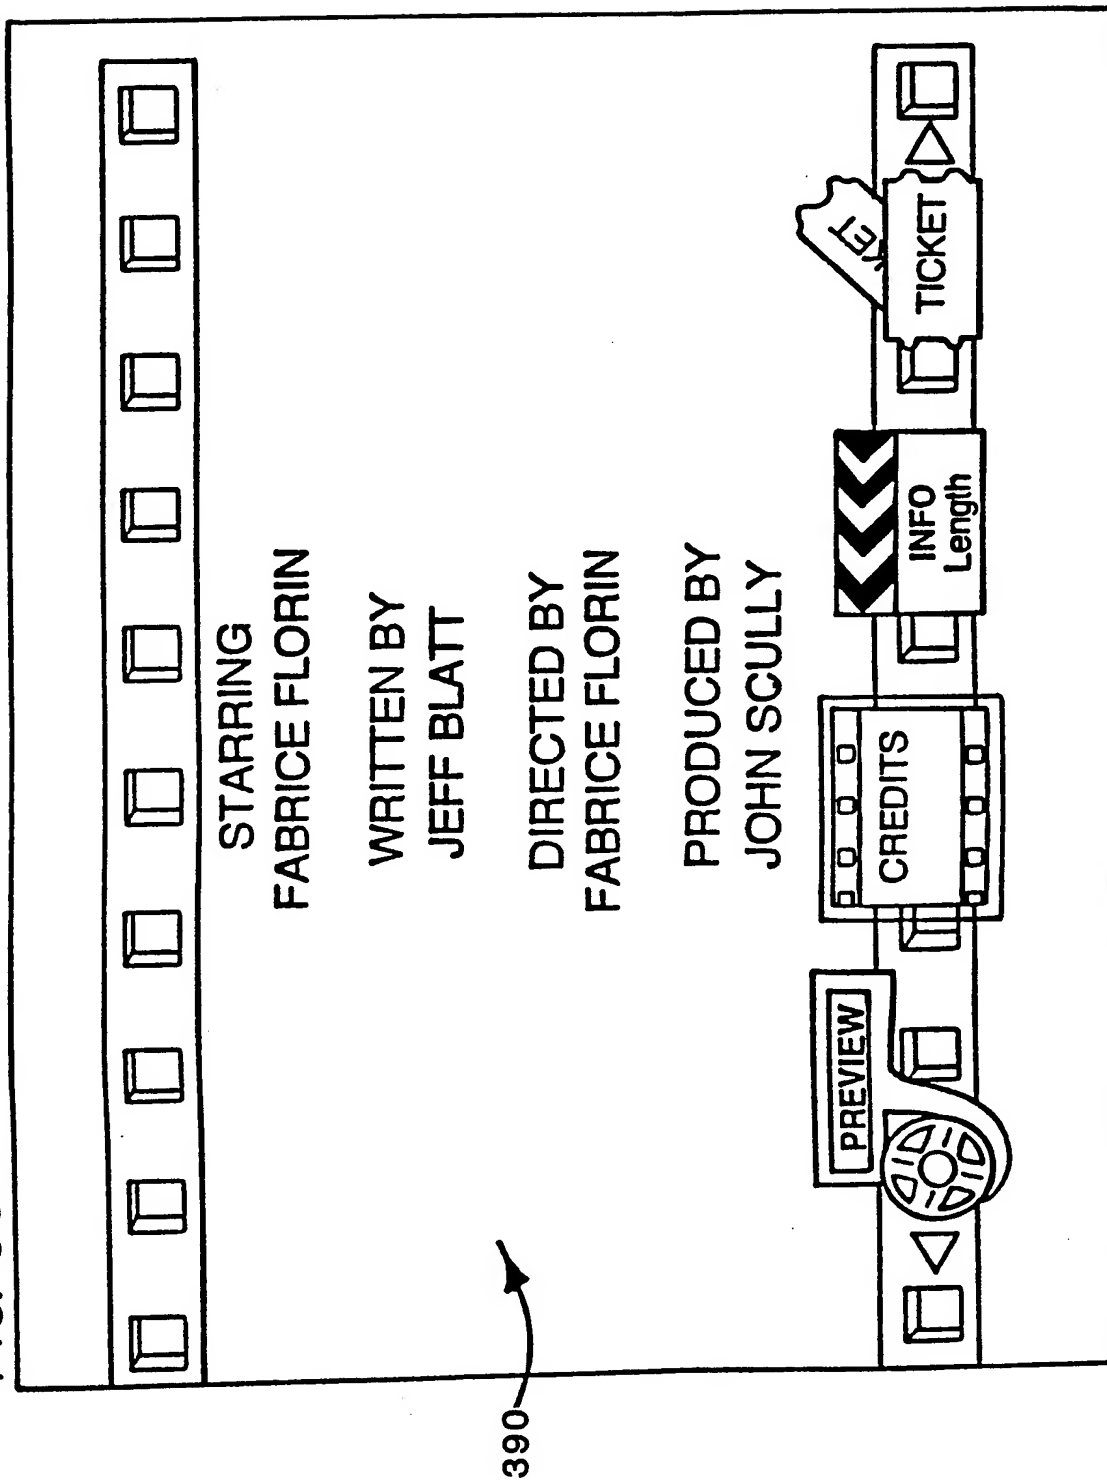 STARRING
FABRICE FLORIN
WRITTEN BY
JEFF BLATT
DIRECTED BY
FABRICE FLORIN
PRODUCED BY
JOHN SCULLY
390
PREVIEW
CREDITS
INFO
Length
KET
TICKET